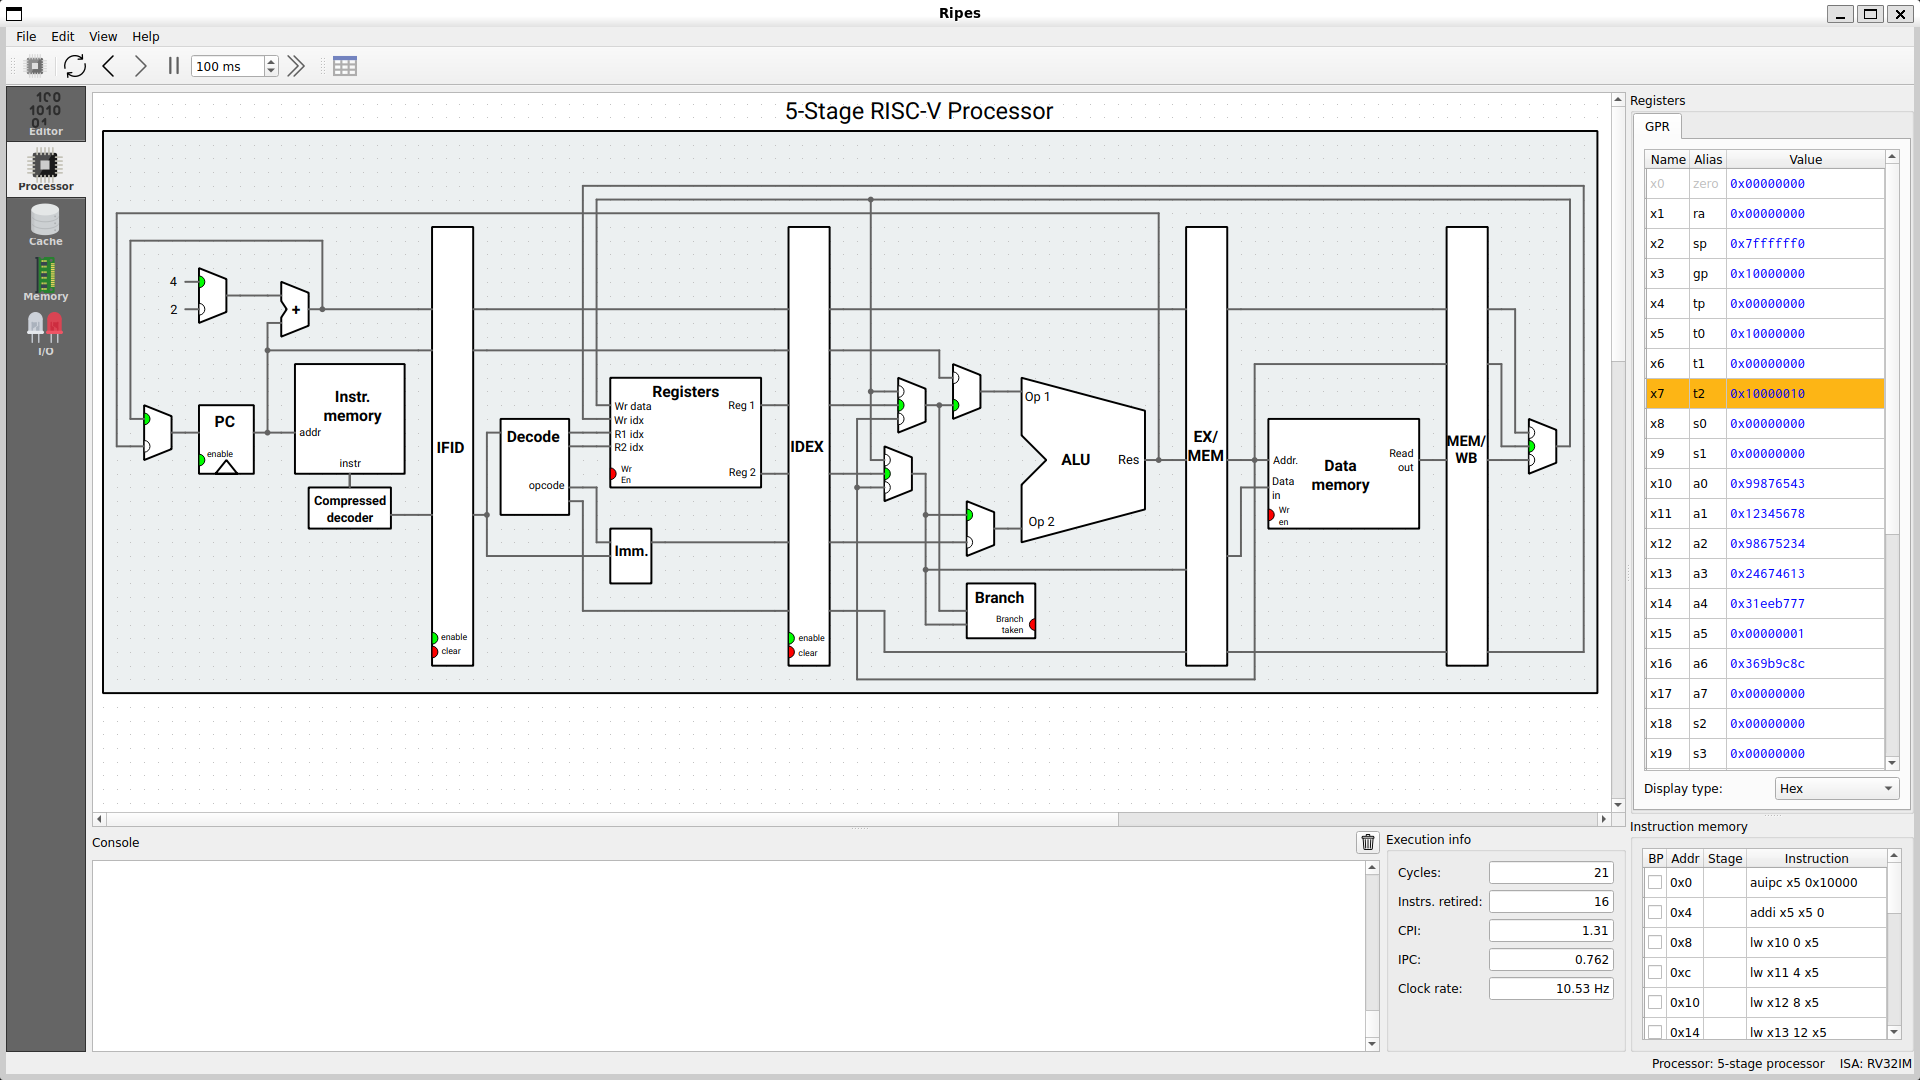 Ripes
File Edit View Help
100 ms
Editor
Processor
Cache
Memory
I/O
5-Stage RISC-V Processor
4
2
+
PC
enable
Instr.
memory
addr
instr
Compressed
decoder
IFID
enable
clear
Decode
opcode
Registers
Wr data
Wr idx
R1 idx
R2 idx
Wr
En
Reg 1
Reg 2
Imm.
IDEX
enable
clear
Op 1
ALU
Res
Op 2
Branch
Branch
taken
EX/
MEM
Addr.
Data
in
Wr
en
Data
memory
Read
out
MEM/
WB
Registers
GPR
Name Alias Value
x0 zero 0x00000000
x1 ra 0x00000000
x2 sp 0x7ffffff0
x3 gp 0x10000000
x4 tp 0x00000000
x5 t0 0x10000000
x6 t1 0x00000000
x7 t2 0x10000010
x8 s0 0x00000000
x9 s1 0x00000000
x10 a0 0x99876543
x11 a1 0x12345678
x12 a2 0x98675234
x13 a3 0x24674613
x14 a4 0x31eeb777
x15 a5 0x00000001
x16 a6 0x369b9c8c
x17 a7 0x00000000
x18 s2 0x00000000
x19 s3 0x00000000
Display type: Hex
Console
Execution info
Cycles: 21
Instrs. retired: 16
CPI: 1.31
IPC: 0.762
Clock rate: 10.53 Hz
Instruction memory
BP Addr Stage Instruction
0x0 auipc x5 0x10000
0x4 addi x5 x5 0
0x8 lw x10 0 x5
0xc lw x11 4 x5
0x10 lw x12 8 x5
0x14 lw x13 12 x5
Processor: 5-stage processor ISA: RV32IM